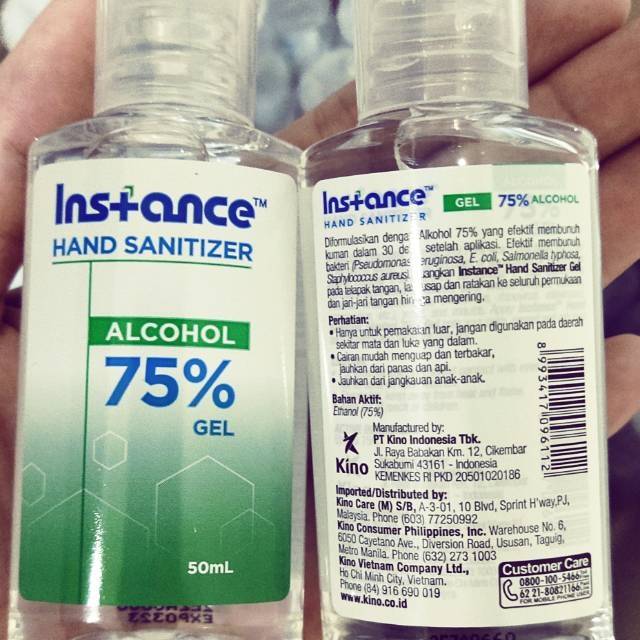 Instance™
HAND SANITIZER
ALCOHOL
75%
GEL
50mL
EXP0323
Instance™
HAND SANITIZER
GEL 75% ALCOHOL
Diformulasikan dengan Alkohol 75% yang efektif membunuh
kuman dalam 30 detik setelah aplikasi. Efektif membunuh
bakteri (Pseudomonas aeruginosa, E. coli, Salmonella typhosa,
Staphylococcus aureus). Tuangkan Instance™ Hand Sanitizer Gel
pada telapak tangan, lalu usap dan ratakan ke seluruh permukaan
dan jari-jari tangan hingga mengering.
Perhatian:
• Hanya untuk pemakaian luar, jangan digunakan pada daerah
sekitar mata dan luka yang dalam.
• Cairan mudah menguap dan terbakar,
jauhkan dari panas dan api.
• Jauhkan dari jangkauan anak-anak.
Bahan Aktif:
Ethanol (75%)
8 993417 096112
Kino
Manufactured by:
PT Kino Indonesia Tbk.
Jl. Raya Babakan Km. 12, Cikembar
Sukabumi 43161 - Indonesia
KEMENKES RI PKD 20501020186
Imported/Distributed by:
Kino Care (M) S/B, A-3-01, 10 Blvd, Sprint H'way,PJ,
Malaysia. Phone (603) 77250992
Kino Consumer Philippines, Inc. Warehouse No. 6,
6050 Cayetano Ave., Diversion Road, Ususan, Taguig,
Metro Manila. Phone (632) 273 1003
Kino Vietnam Company Ltd.,
Ho Chi Minh City, Vietnam.
Phone (84) 916 690 019
www.kino.co.id
Customer Care
0800-100-5466
62 21-80821166
FOR MOBILE PHONE USER